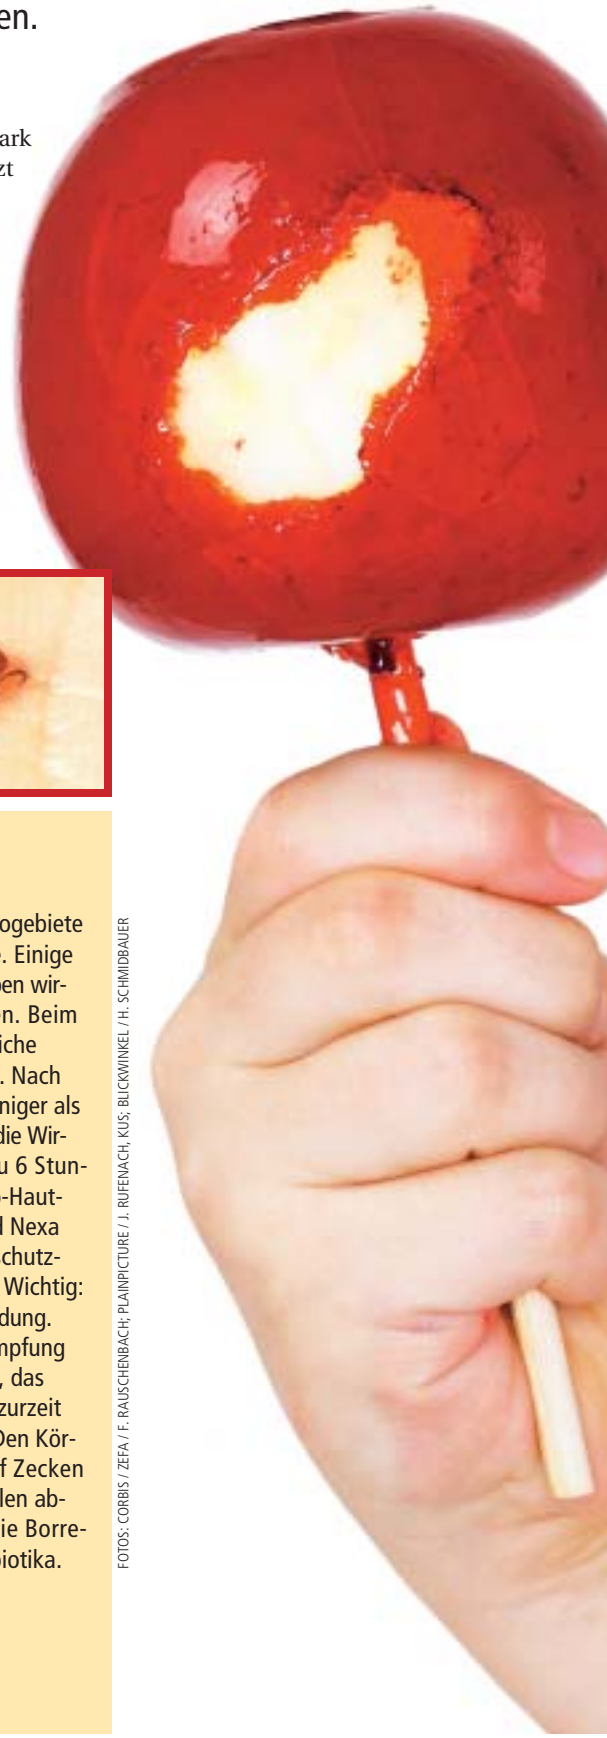 en.
ark
zt
ogebiete
e. Einige
ben wir-
en. Beim
iche
. Nach
niger als
die Wir-
u 6 Stun-
o-Haut-
d Nexa
schutz-
Wichtig:
dung.
mpfung
, das
zurzeit
Den Kör-
f Zecken
len ab-
ie Borre-
iotika.
FOTOS: CORBIS / ZEFA / F. RAUSCHENBACH; PLAINPICTURE / J. RUFENACH, KUS; BLICKWINKEL / H. SCHMIDBAUER